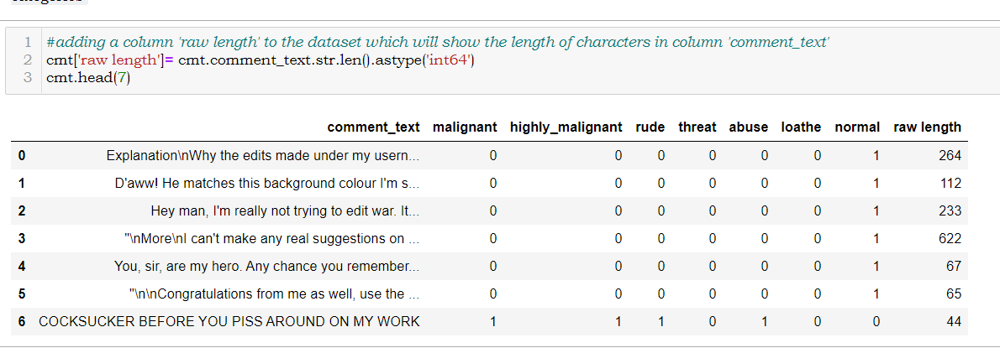 1 #adding a column 'raw length' to the dataset which will show the length of characters in column 'comment_text'
2 cmt['raw length']= cmt.comment_text.str.len().astype('int64')
3 cmt.head(7)
comment_text malignant highly_malignant rude threat abuse loathe normal raw length
0 Explanation\nWhy the edits made under my usern... 0 0 0 0 0 0 1 264
1 D'aww! He matches this background colour I'm s... 0 0 0 0 0 0 1 112
2 Hey man, I'm really not trying to edit war. It... 0 0 0 0 0 0 1 233
3 "\nMore\nI can't make any real suggestions on ... 0 0 0 0 0 0 1 622
4 You, sir, are my hero. Any chance you remember... 0 0 0 0 0 0 1 67
5 "\n\nCongratulations from me as well, use the ... 0 0 0 0 0 0 1 65
6 COCKSUCKER BEFORE YOU PISS AROUND ON MY WORK 1 1 1 0 1 0 0 44